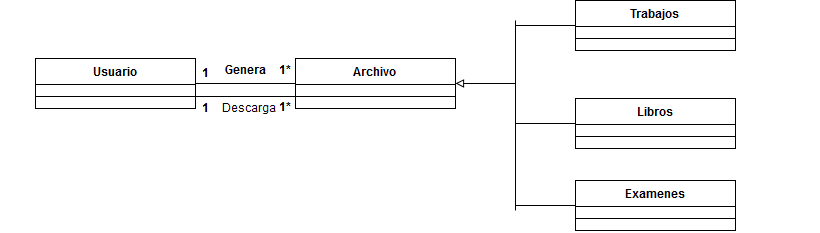 Trabajos
Usuario 1 Genera 1* Archivo
1 Descarga 1*
Libros
Examenes